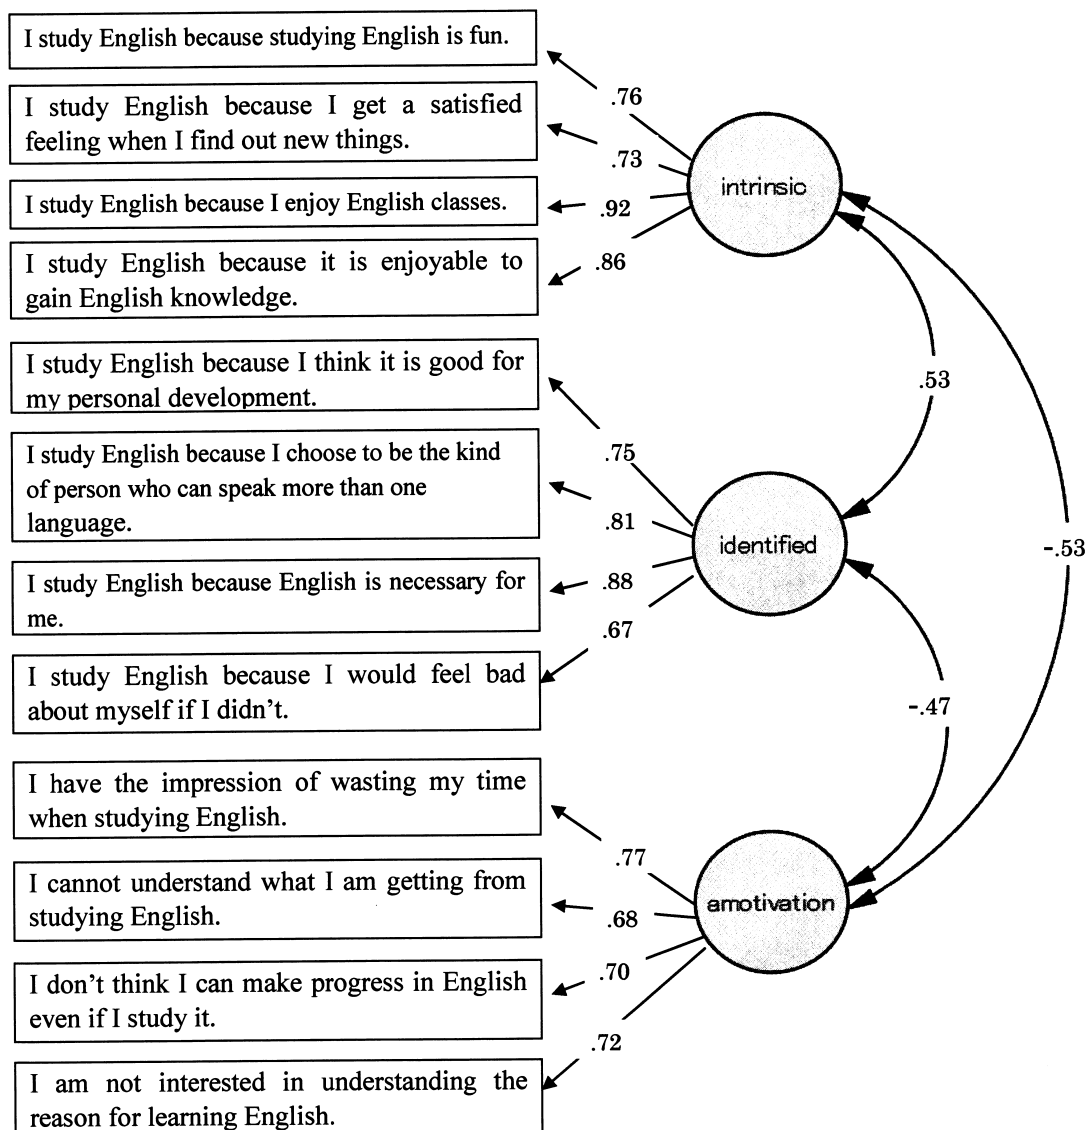 I study English because studying English is fun.
I study English because I get a satisfied
feeling when I find out new things.
I study English because I enjoy English classes.
I study English because it is enjoyable to
gain English knowledge.
.76
.73
.92
.86
intrinsic
I study English because I think it is good for
my personal development.
I study English because I choose to be the kind
of person who can speak more than one
language.
I study English because English is necessary for
me.
I study English because I would feel bad
about myself if I didn't.
.75
.81
.88
.67
identified
.53
-.53
-.47
I have the impression of wasting my time
when studying English.
I cannot understand what I am getting from
studying English.
I don't think I can make progress in English
even if I study it.
I am not interested in understanding the
reason for learning English.
.77
.68
.70
.72
amotivation